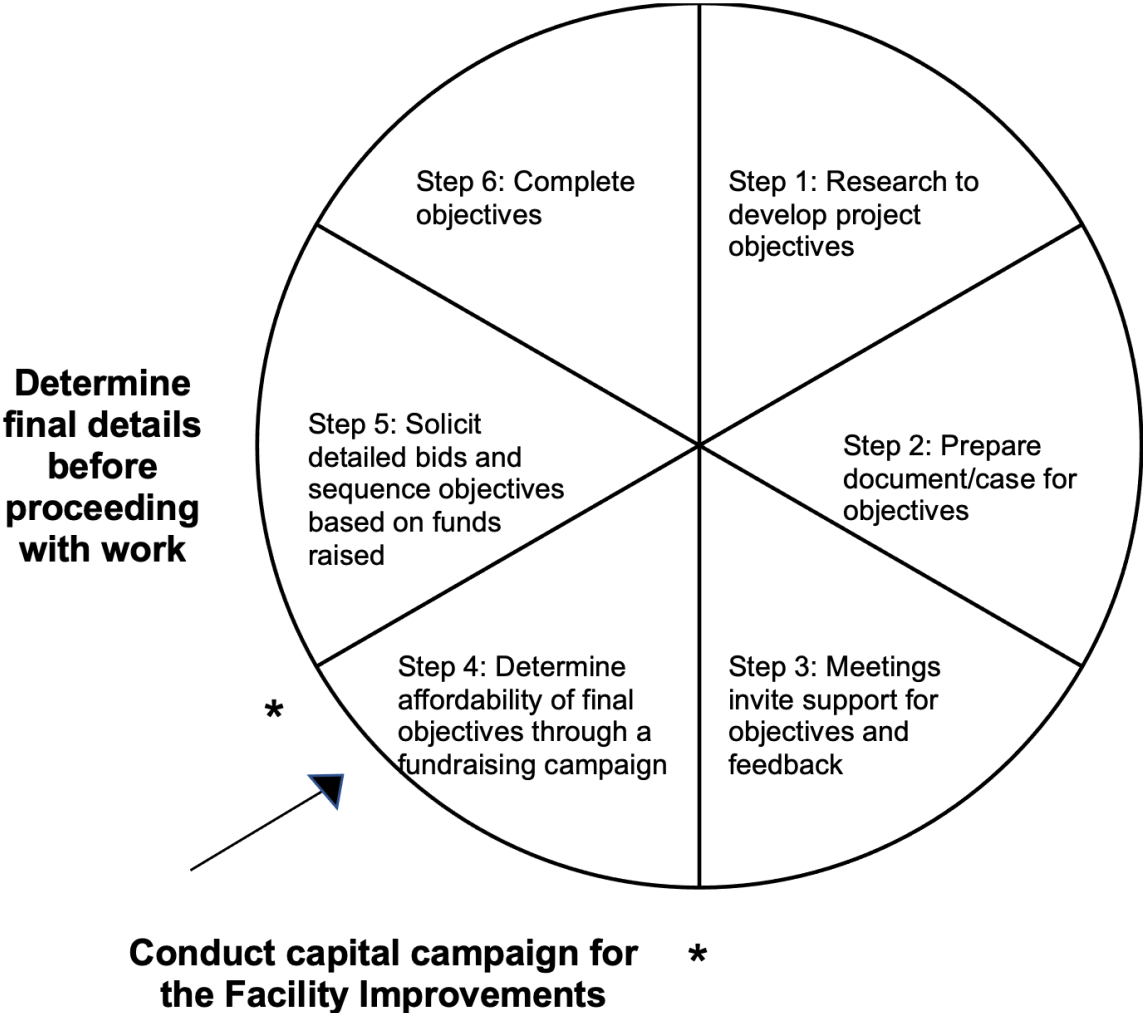 Step 1: Research to
develop project
objectives
Step 2: Prepare
document/case for
objectives
Step 3: Meetings
invite support for
objectives and
feedback
Step 4: Determine
affordability of final
objectives through a
fundraising campaign
Step 5: Solicit
detailed bids and
sequence objectives
based on funds
raised
Step 6: Complete
objectives
Determine
final details
before
proceeding
with work
*
Conduct capital campaign for *
the Facility Improvements